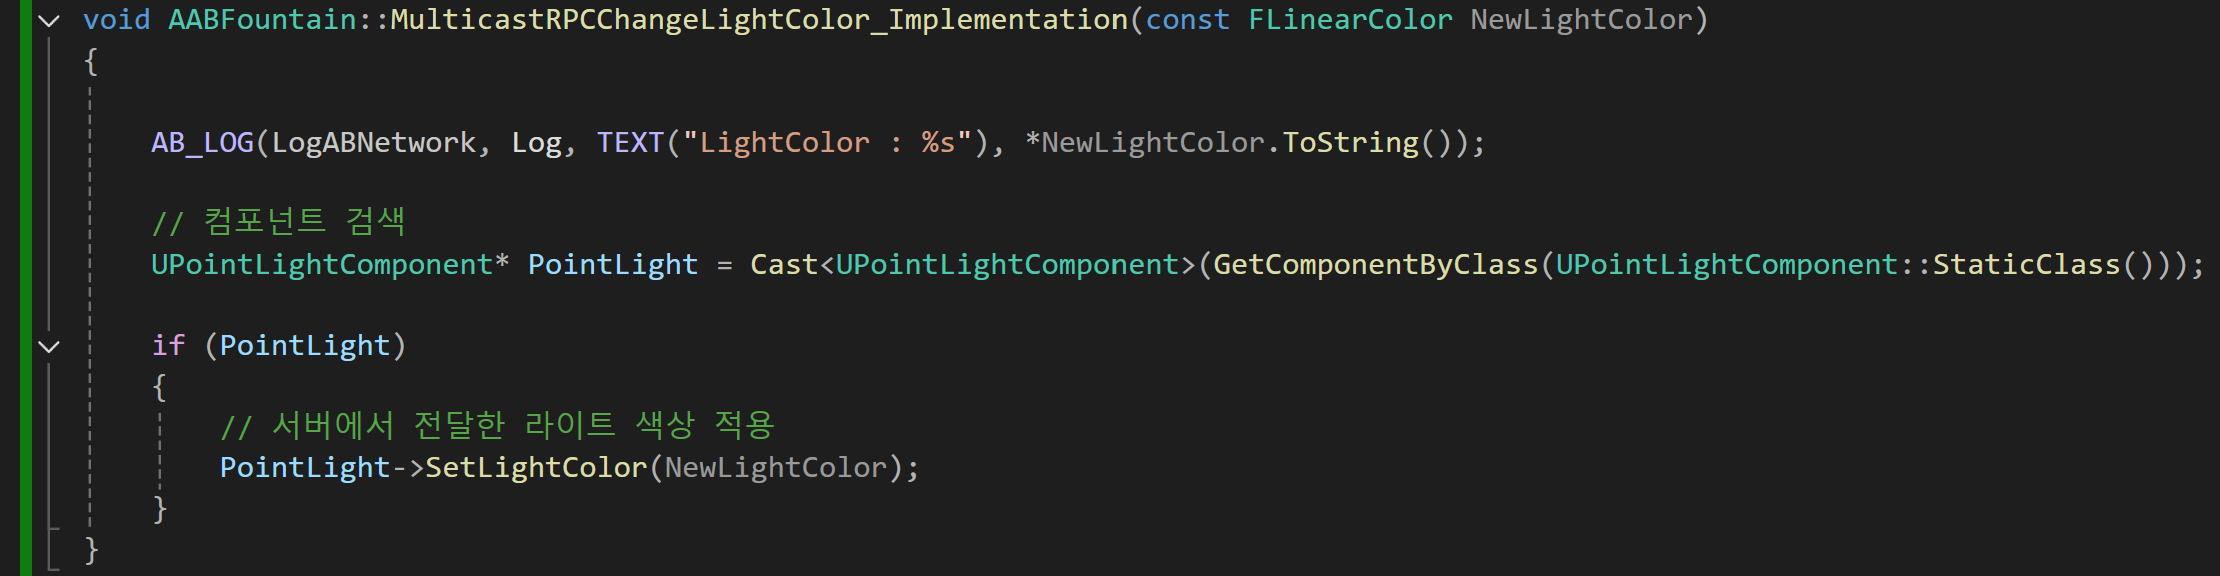 void AABFountain::MulticastRPCChangeLightColor_Implementation(const FLinearColor NewLightColor)
{
AB_LOG(LogABNetwork, Log, TEXT("LightColor : %s"), *NewLightColor.ToString());
// 컴포넌트 검색
UPointLightComponent* PointLight = Cast<UPointLightComponent>(GetComponentByClass(UPointLightComponent::StaticClass()));
if (PointLight)
{
// 서버에서 전달한 라이트 색상 적용
PointLight->SetLightColor(NewLightColor);
}
}